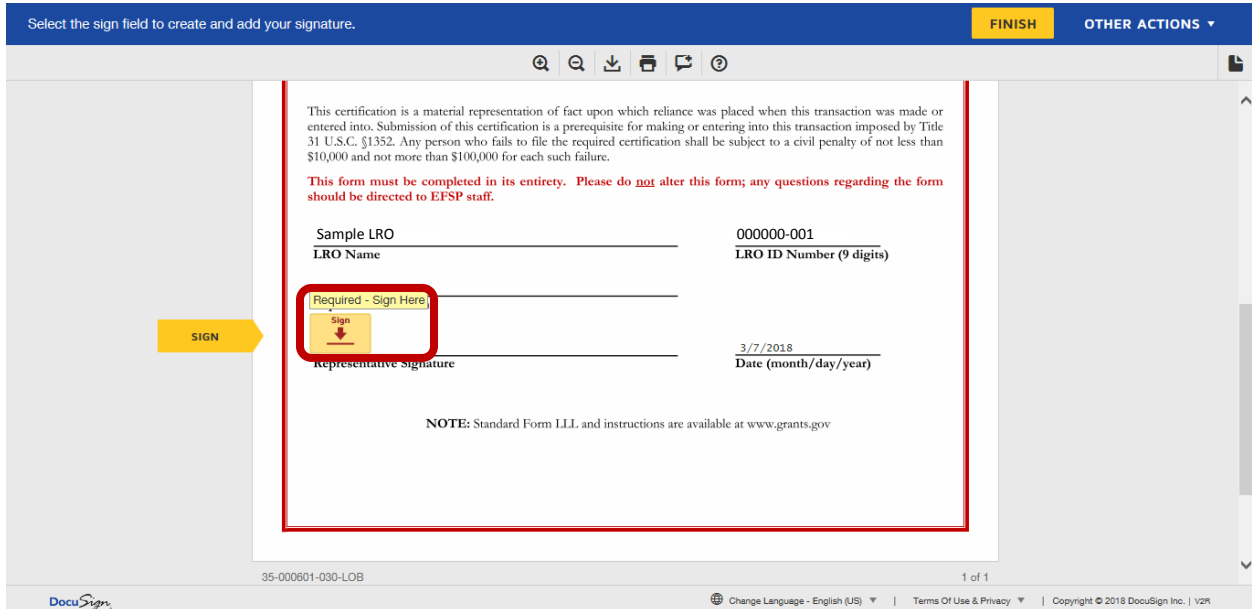 Select the sign field to create and add your signature.
FINISH
OTHER ACTIONS
This certification is a material representation of fact upon which reliance was placed when this transaction was made or
entered into. Submission of this certification is a prerequisite for making or entering into this transaction imposed by Title
31 U.S.C. §1352. Any person who fails to file the required certification shall be subject to a civil penalty of not less than
$10,000 and not more than $100,000 for each such failure.
This form must be completed in its entirety. Please do not alter this form; any questions regarding the form
should be directed to EFSP staff.
Sample LRO
000000-001
LRO Name
LRO ID Number (9 digits)
Required - Sign Here
Sign
SIGN
3/7/2018
Representative Signature
Date (month/day/year)
NOTE: Standard Form LLL and instructions are available at www.grants.gov
35-000601-030-LOB
1 of 1
DocuSign
Change Language - English (US) | Terms Of Use & Privacy | Copyright © 2018 DocuSign Inc. | V2R